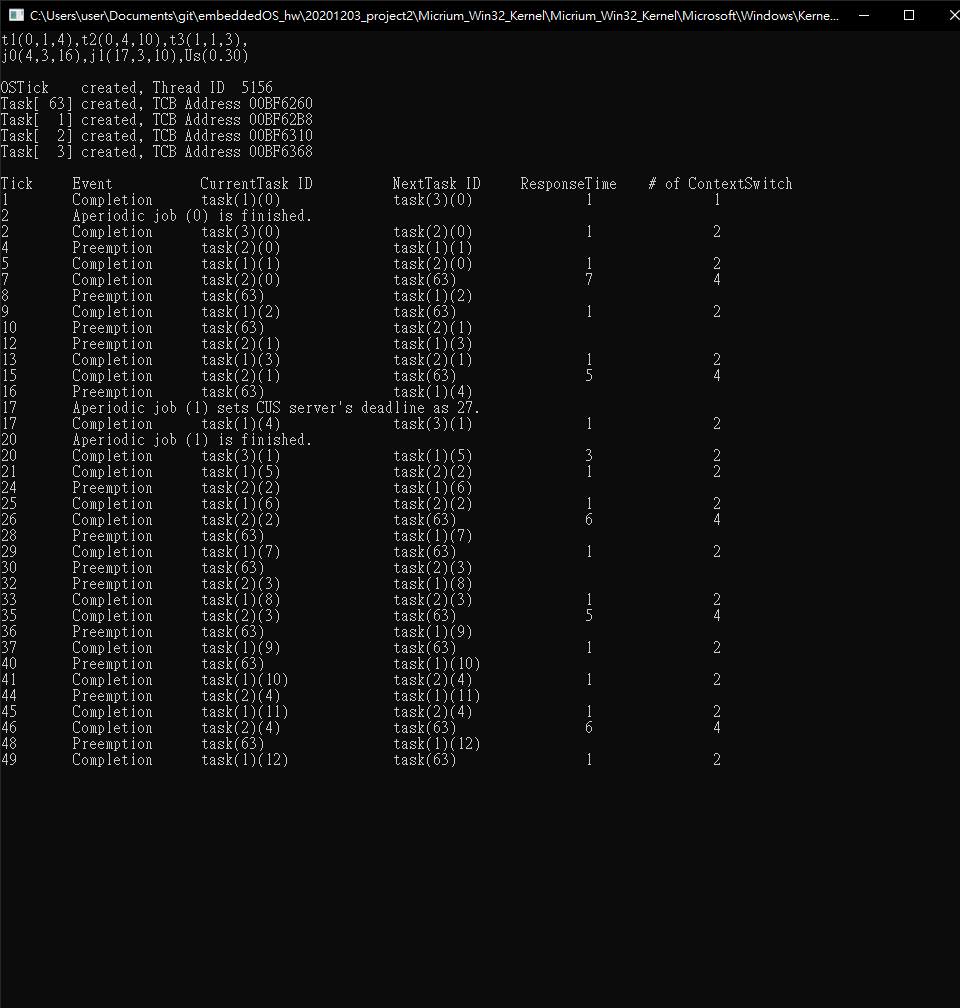 C:\Users\user\Documents\git\embeddedOS_hw\20201203_project2\Micrium_Win32_Kernel\Micrium_Win32_Kernel\Microsoft\Windows\Kerne...
t1(0,1,4),t2(0,4,10),t3(1,1,3),
j0(4,3,16),j1(17,3,10),Us(0.30)
OSTick    created, Thread ID  5156
Task[ 63] created, TCB Address 00BF6260
Task[  1] created, TCB Address 00BF62B8
Task[  2] created, TCB Address 00BF6310
Task[  3] created, TCB Address 00BF6368
Tick     Event           CurrentTask ID          NextTask ID     ResponseTime    # of ContextSwitch
1        Completion      task(1)(0)              task(3)(0)              1               1
2        Aperiodic job (0) is finished.
2        Completion      task(3)(0)              task(2)(0)              1               2
4        Preemption      task(2)(0)              task(1)(1)
5        Completion      task(1)(1)              task(2)(0)              1               2
7        Completion      task(2)(0)              task(63)                7               4
8        Preemption      task(63)                task(1)(2)
9        Completion      task(1)(2)              task(63)                1               2
10       Preemption      task(63)                task(2)(1)
12       Preemption      task(2)(1)              task(1)(3)
13       Completion      task(1)(3)              task(2)(1)              1               2
15       Completion      task(2)(1)              task(63)                5               4
16       Preemption      task(63)                task(1)(4)
17       Aperiodic job (1) sets CUS server's deadline as 27.
17       Completion      task(1)(4)              task(3)(1)              1               2
20       Aperiodic job (1) is finished.
20       Completion      task(3)(1)              task(1)(5)              3               2
21       Completion      task(1)(5)              task(2)(2)              1               2
24       Preemption      task(2)(2)              task(1)(6)
25       Completion      task(1)(6)              task(2)(2)              1               2
26       Completion      task(2)(2)              task(63)                6               4
28       Preemption      task(63)                task(1)(7)
29       Completion      task(1)(7)              task(63)                1               2
30       Preemption      task(63)                task(2)(3)
32       Preemption      task(2)(3)              task(1)(8)
33       Completion      task(1)(8)              task(2)(3)              1               2
35       Completion      task(2)(3)              task(63)                5               4
36       Preemption      task(63)                task(1)(9)
37       Completion      task(1)(9)              task(63)                1               2
40       Preemption      task(63)                task(1)(10)
41       Completion      task(1)(10)             task(2)(4)              1               2
44       Preemption      task(2)(4)              task(1)(11)
45       Completion      task(1)(11)             task(2)(4)              1               2
46       Completion      task(2)(4)              task(63)                6               4
48       Preemption      task(63)                task(1)(12)
49       Completion      task(1)(12)             task(63)                1               2